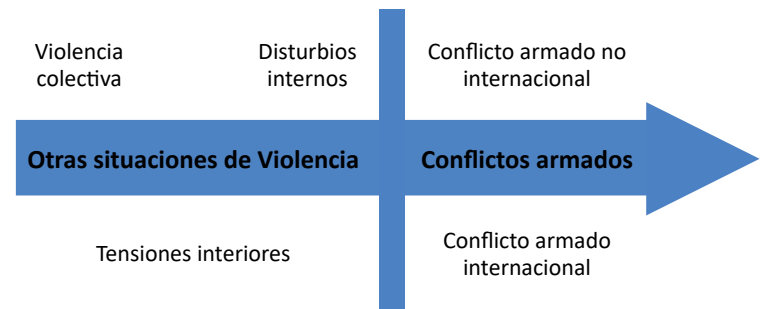 Violencia
colectiva
Disturbios
internos
Conflicto armado no
internacional
Otras situaciones de Violencia
Conflictos armados
Tensiones interiores
Conflicto armado
internacional